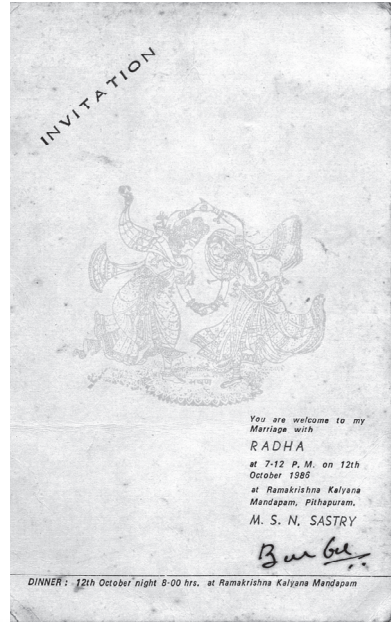 INVITATION
You are welcome to my
Marriage with
RADHA
at 7-12 P. M. on 12th
October 1986
at Ramakrishna Kalyana
Mandapam, Pithapuram.
M. S. N. SASTRY
DINNER : 12th October night 8-00 hrs. at Ramakrishna Kalyana Mandapam